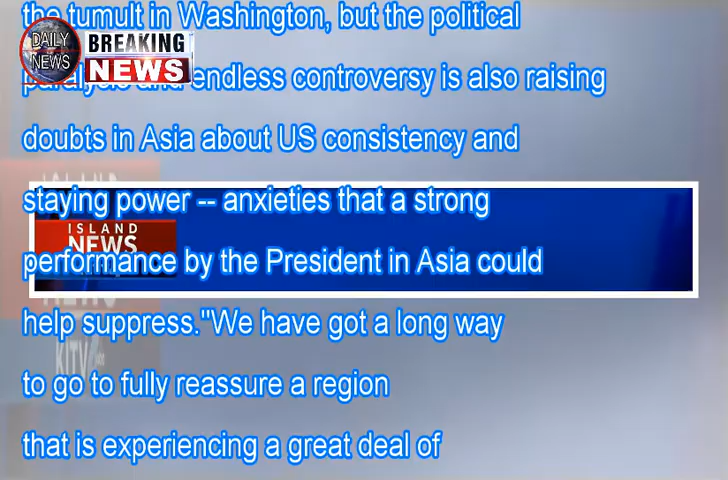 the tumult in Washington, but the political
DAILY
NEWS
BREAKING
NEWS
endless controversy is also raising
doubts in Asia about US consistency and
staying power -- anxieties that a strong
ISLAND
NEWS
performance by the President in Asia could
help suppress."We have got a long way
KITV
to go to fully reassure a region
that is experiencing a great deal of